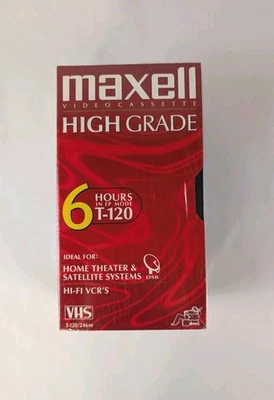 maxell
VIDEOCASSETTE
HIGH GRADE
6 HOURS
IN EP MODE
T-120
IDEAL FOR:
HOME THEATER &
SATELLITE SYSTEMS
DSB
HI-FI VCR'S
VHS
T-120/246m